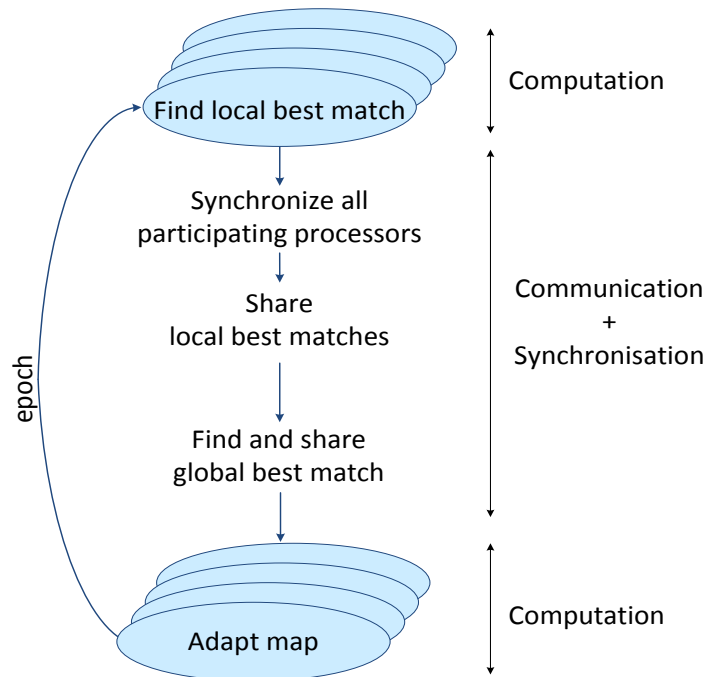 Find local best match
Computation
Synchronize all
participating processors
Share
local best matches
Communication
+
Synchronisation
epoch
Find and share
global best match
Adapt map
Computation